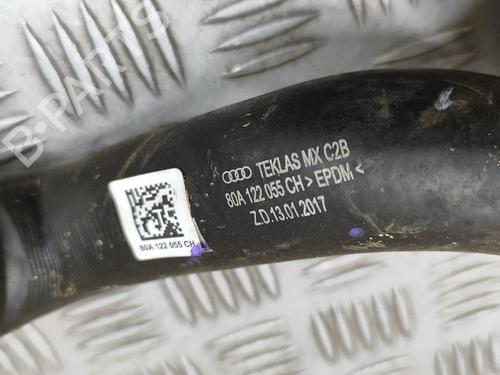 TEKLAS MX C2B
80A 122 055 CH >EPDM<
Z.D.13.01.2017
80A 122 055 CH
B-PARTS